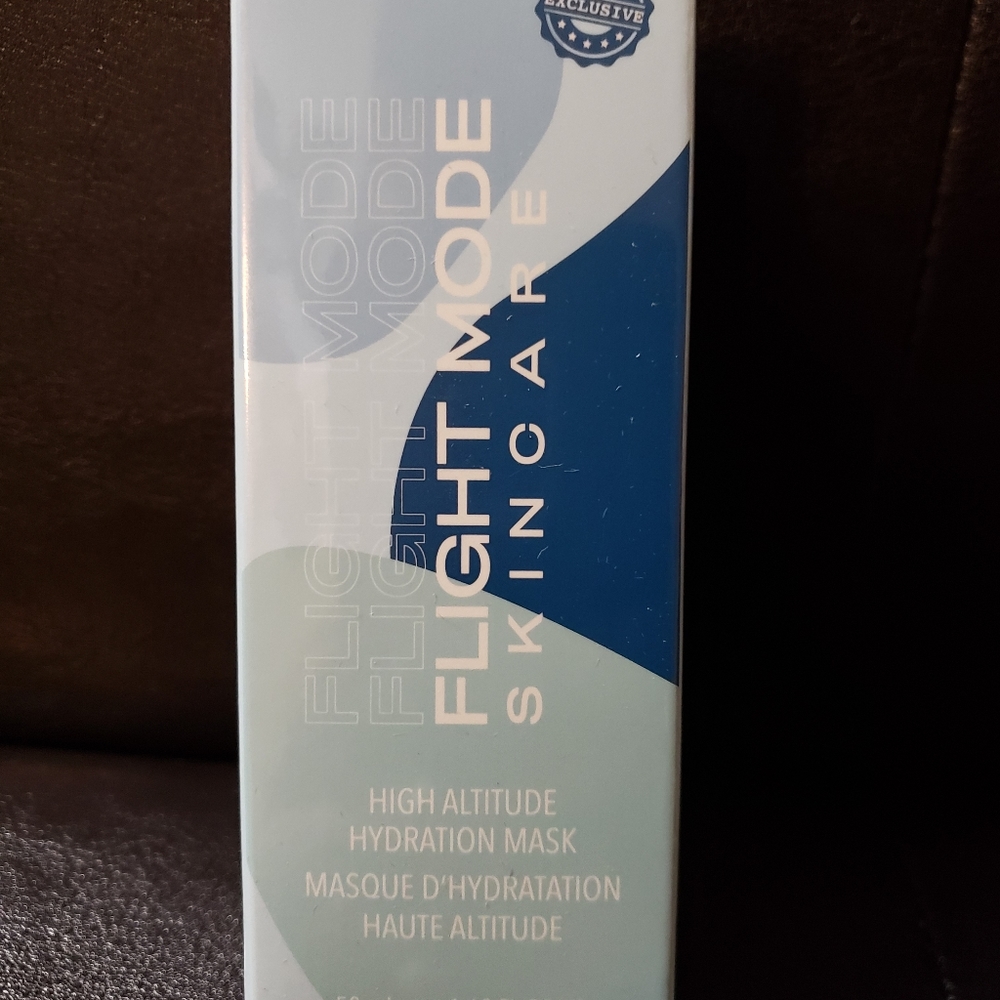 EXCLUSIVE
FLIGHT MODE
FLIGHT MODE
FLIGHT MODE
SKINCARE
HIGH ALTITUDE
HYDRATION MASK
MASQUE D'HYDRATATION
HAUTE ALTITUDE